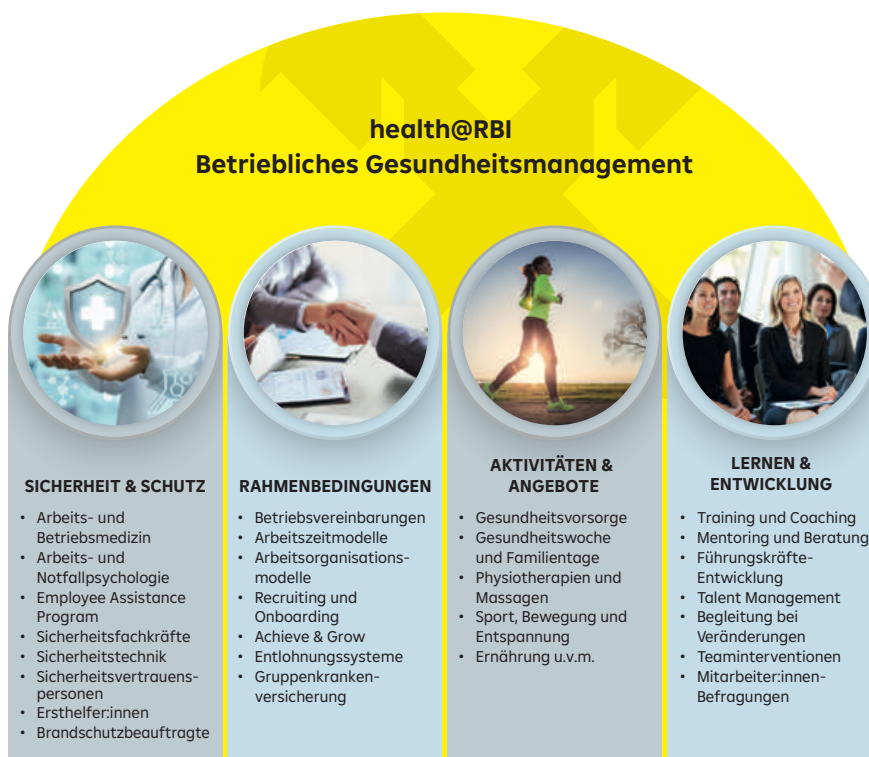 health@RBI
Betriebliches Gesundheitsmanagement
SICHERHEIT & SCHUTZ
• Arbeits- und
Betriebsmedizin
• Arbeits- und
Notfallpsychologie
• Employee Assistance
Program
• Sicherheitsfachkräfte
• Sicherheitstechnik
• Sicherheitsvertrauens-
personen
• Ersthelfer:innen
• Brandschutzbeauftragte
RAHMENBEDINGUNGEN
• Betriebsvereinbarungen
• Arbeitszeitmodelle
• Arbeitsorganisations-
modelle
• Recruiting und
Onboarding
• Achieve & Grow
• Entlohnungssysteme
• Gruppenkranken-
versicherung
AKTIVITÄTEN &
ANGEBOTE
• Gesundheitsvorsorge
• Gesundheitswoche
und Familientage
• Physiotherapien und
Massagen
• Sport, Bewegung und
Entspannung
• Ernährung u.v.m.
LERNEN &
ENTWICKLUNG
• Training und Coaching
• Mentoring und Beratung
• Führungskräfte-
Entwicklung
• Talent Management
• Begleitung bei
Veränderungen
• Teaminterventionen
• Mitarbeiter:innen-
Befragungen